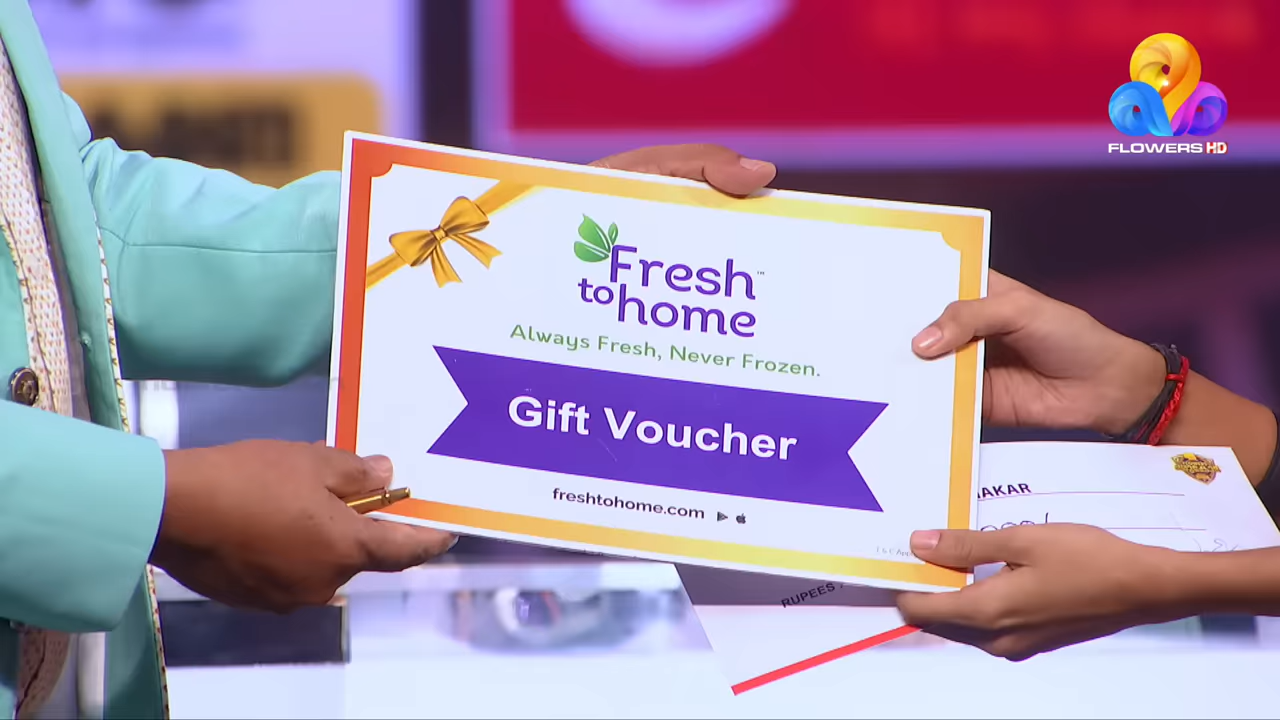 FLOWERS HD
Fresh
to home
Always Fresh, Never Frozen.
Gift Voucher
freshtohome.com
AKAR
RUPEES